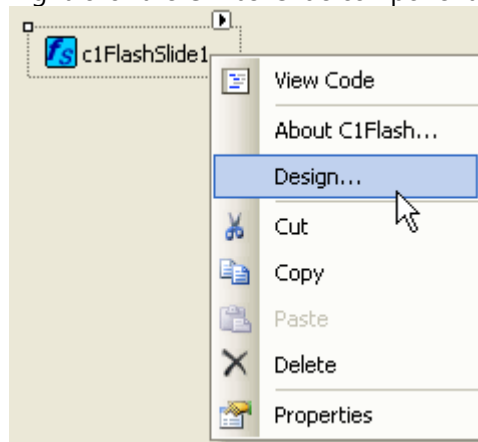 c1FlashSlide1
View Code
About C1Flash...
Design...
Cut
Copy
Paste
Delete
Properties